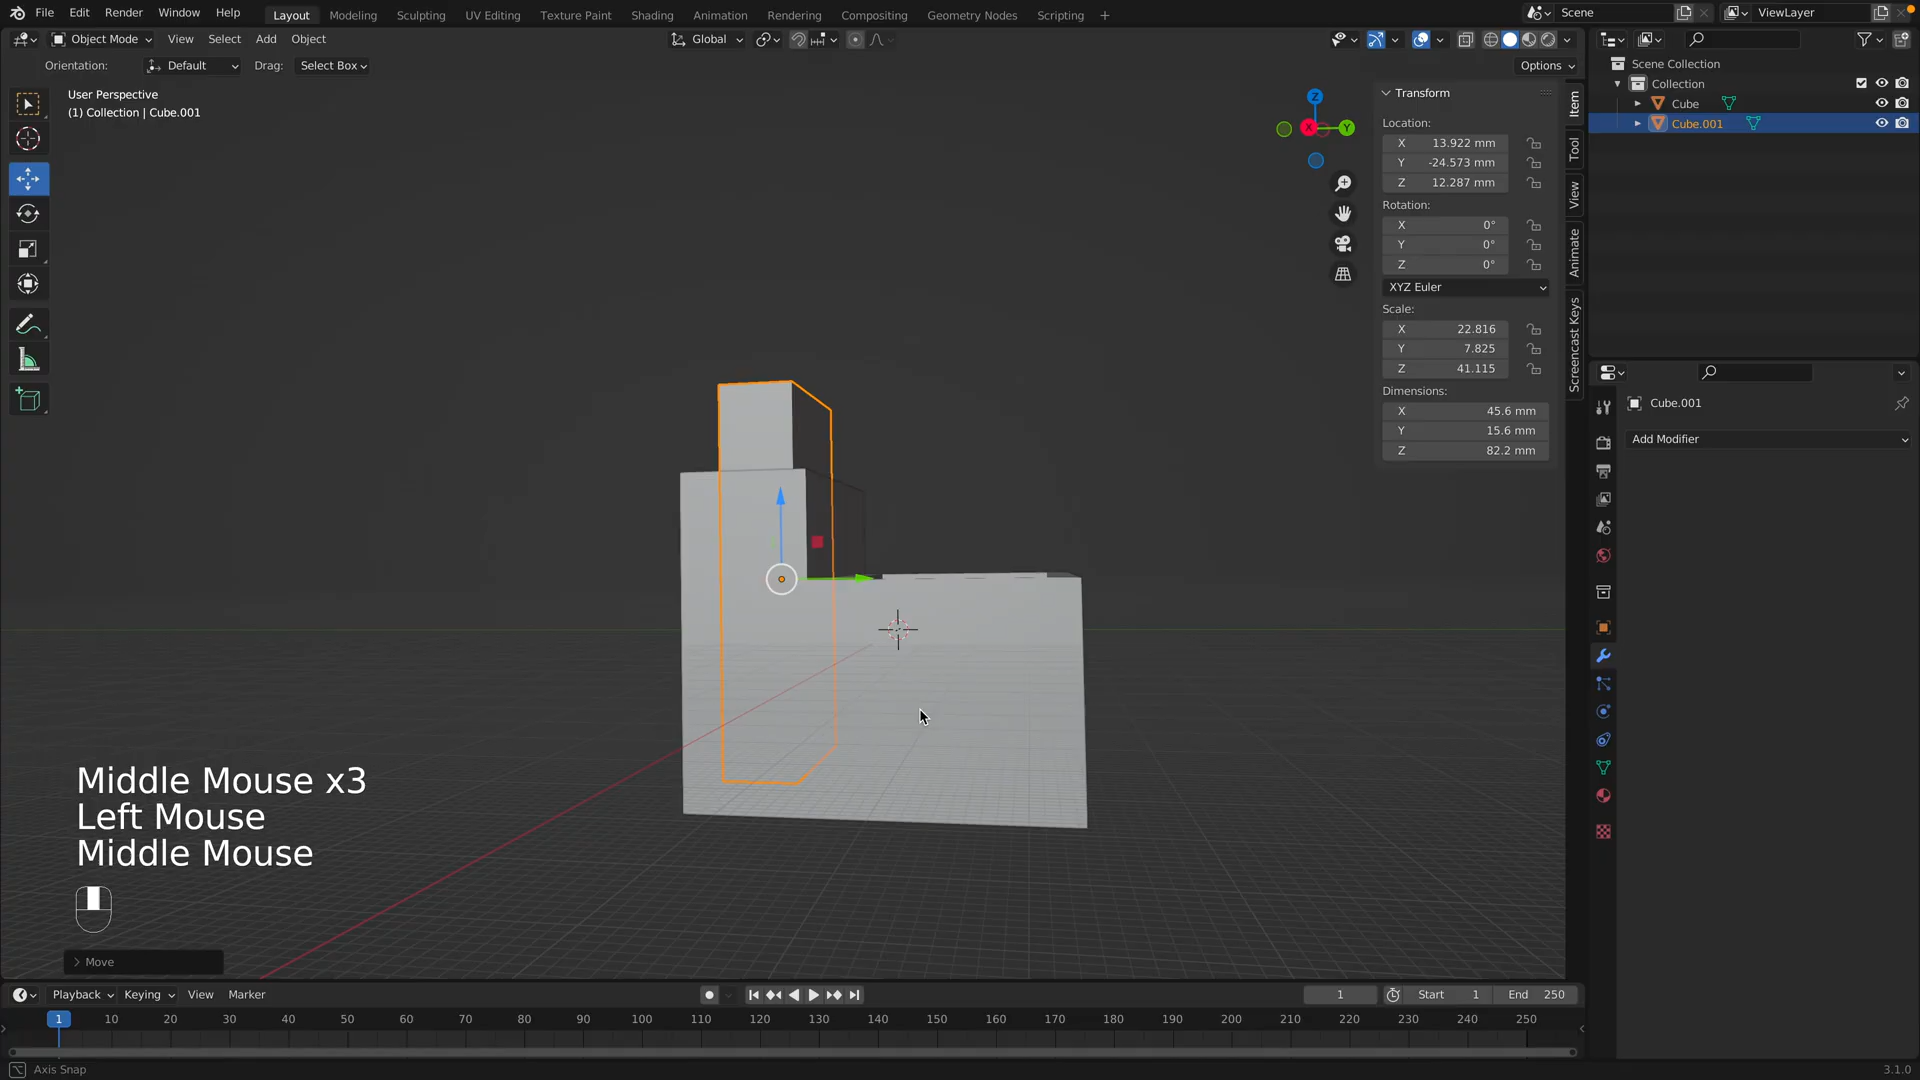 File Edit Render Window Help
Layout Modeling Sculpting UV Editing Texture Paint Shading Animation Rendering Compositing Geometry Nodes Scripting +
Scene
ViewLayer
Object Mode View Select Add Object
Global
Orientation: Default Drag: Select Box
Options
User Perspective
(1) Collection | Cube.001
Z
X
Y
Transform
Location:
X 13.922 mm
Y -24.573 mm
Z 12.287 mm
Rotation:
X 0°
Y 0°
Z 0°
XYZ Euler
Scale:
X 22.816
Y 7.825
Z 41.115
Dimensions:
X 45.6 mm
Y 15.6 mm
Z 82.2 mm
Item
Tool
View
Animate
Screencast Keys
Scene Collection
Collection
Cube
Cube.001
Cube.001
Add Modifier
Middle Mouse x3
Left Mouse
Middle Mouse
Move
Playback Keying View Marker
1
Start 1
End 250
1 10 20 30 40 50 60 70 80 90 100 110 120 130 140 150 160 170 180 190 200 210 220 230 240 250
Axis Snap
3.1.0